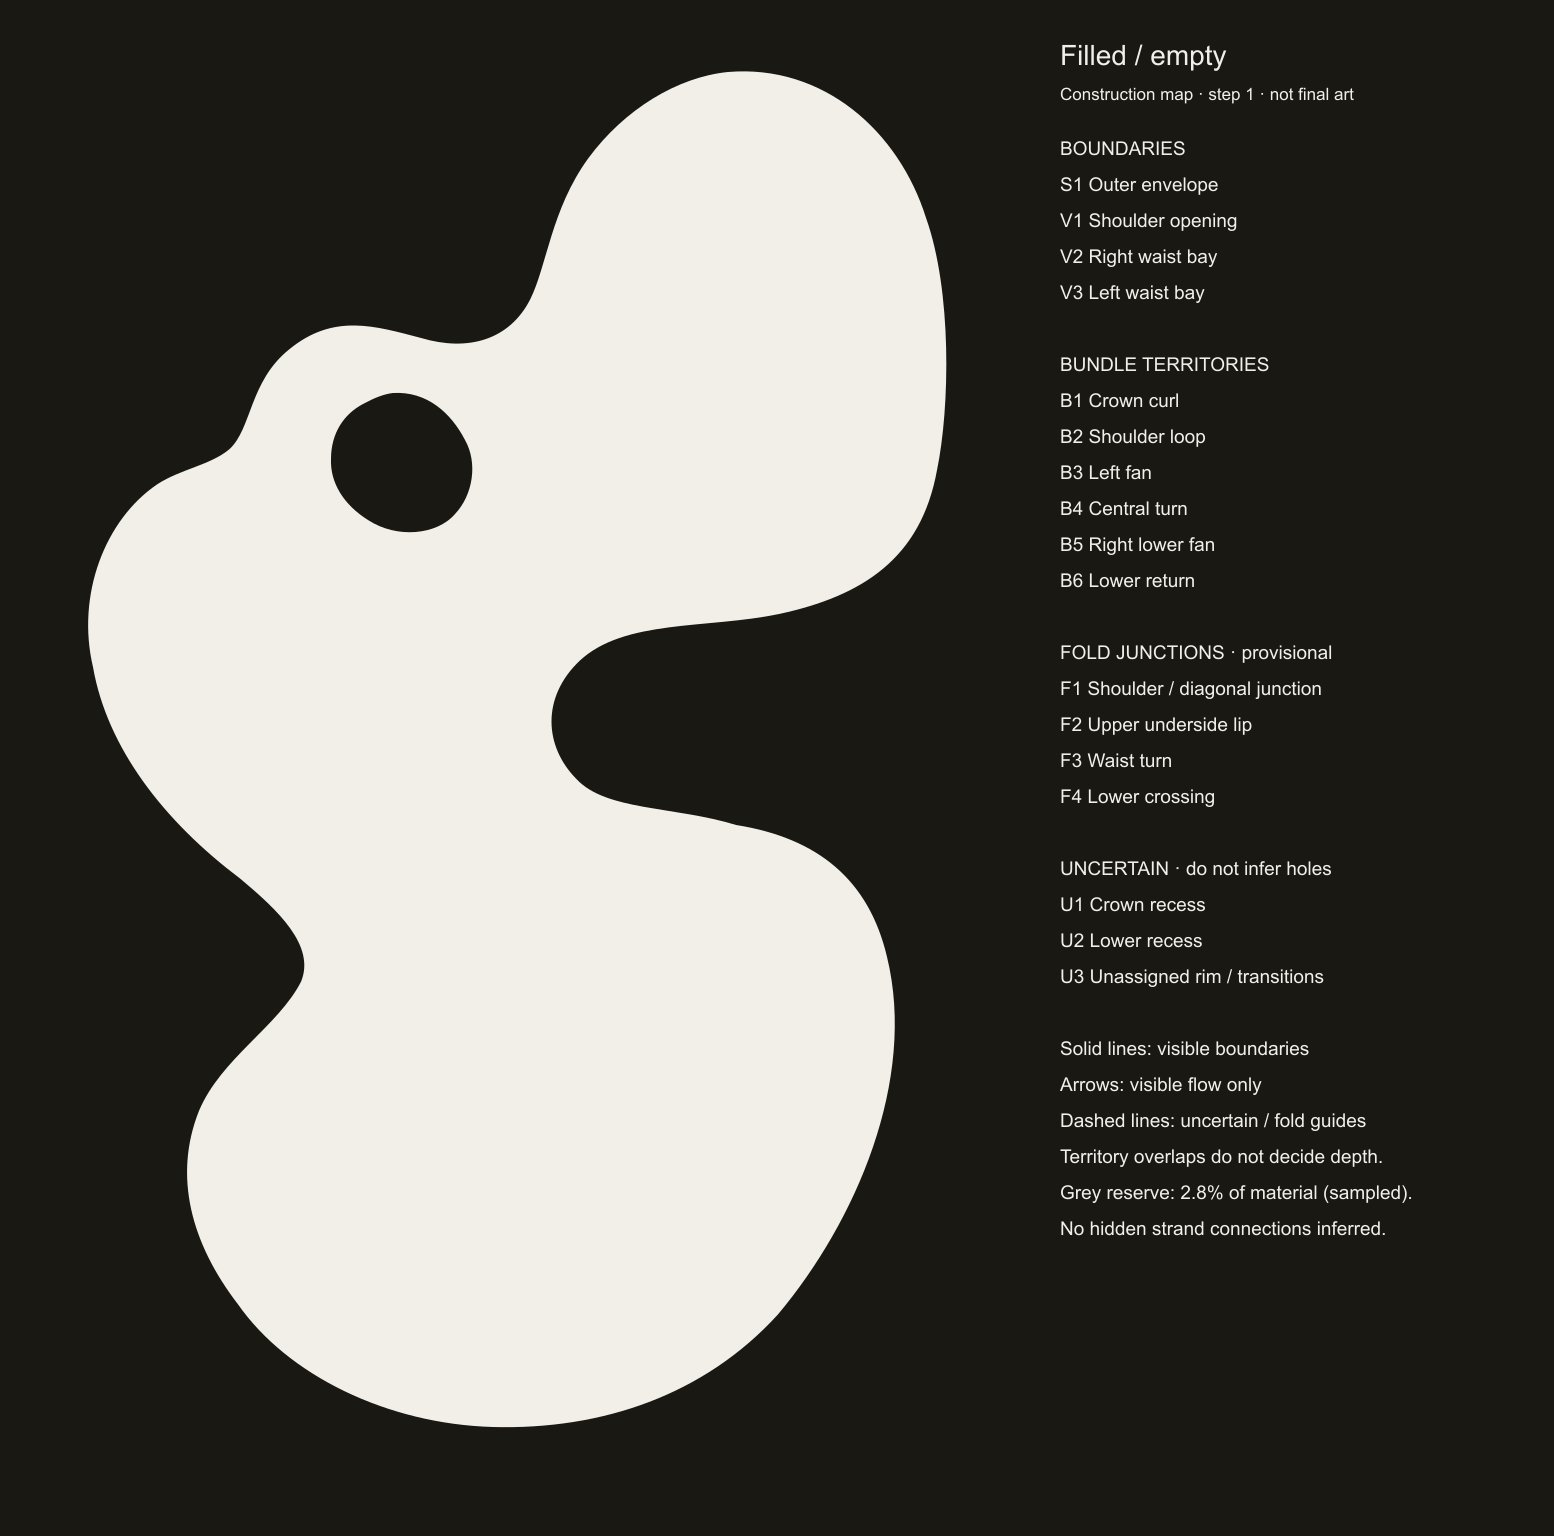 Filled / empty
Construction map · step 1 · not final art
BOUNDARIES
S1 Outer envelope
V1 Shoulder opening
V2 Right waist bay
V3 Left waist bay
BUNDLE TERRITORIES
B1 Crown curl
B2 Shoulder loop
B3 Left fan
B4 Central turn
B5 Right lower fan
B6 Lower return
FOLD JUNCTIONS · provisional
F1 Shoulder / diagonal junction
F2 Upper underside lip
F3 Waist turn
F4 Lower crossing
UNCERTAIN · do not infer holes
U1 Crown recess
U2 Lower recess
U3 Unassigned rim / transitions
Solid lines: visible boundaries
Arrows: visible flow only
Dashed lines: uncertain / fold guides
Territory overlaps do not decide depth.
Grey reserve: 2.8% of material (sampled).
No hidden strand connections inferred.